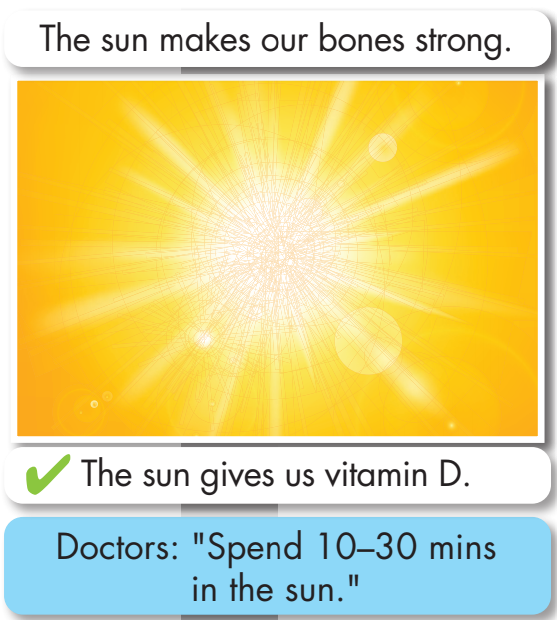 The sun makes our bones strong.
The sun gives us vitamin D.
Doctors: "Spend 10–30 mins
in the sun."